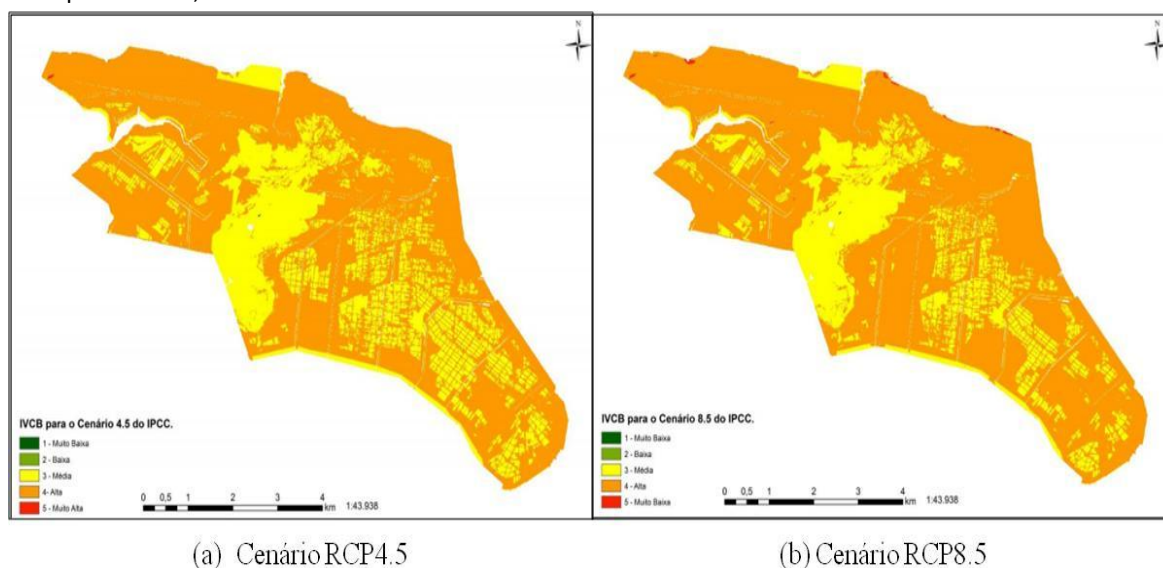 N
IVCB para o Cenário 4.5 do IPCC.
1 - Muito Baixa
2 - Baixa
3 - Média
4- Alta
5 - Muito Alta
0 0,5 1 2 3 4
km 1:43.938
N
IVCB para o Cenário 8.5 do IPCC.
1 - Muito Baixa
2 - Baixa
3 - Média
4 - Alta
5 - Muito Baixa
0 0,5 1 2 3 4
km 1:43.938
(a) Cenário RCP4.5
(b) Cenário RCP8.5